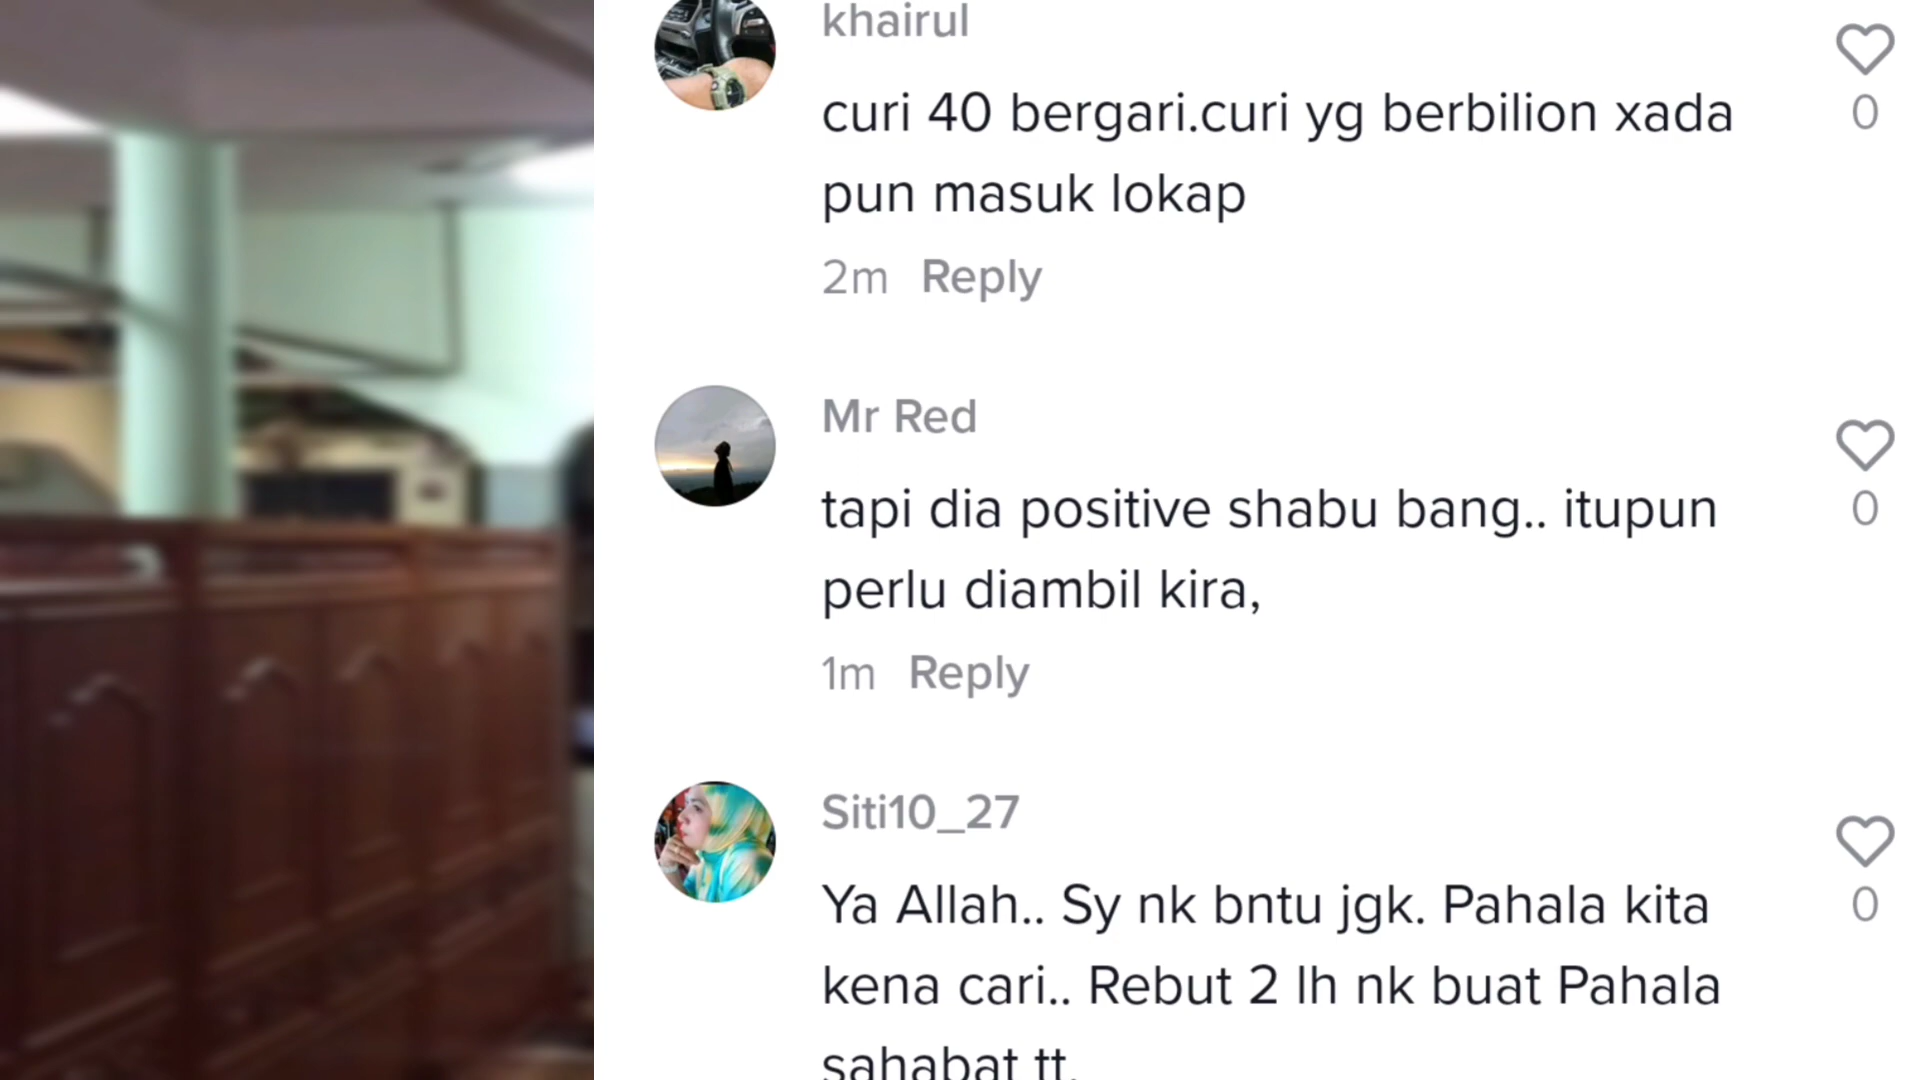 khairul
curi 40 bergari.curi yg berbilion xada
pun masuk lokap
2m Reply
0
Mr Red
tapi dia positive shabu bang.. itupun
perlu diambil kira,
1m Reply
0
Siti10_27
Ya Allah.. Sy nk bntu jgk. Pahala kita
kena cari.. Rebut 2 lh nk buat Pahala
sahabat tt.
0